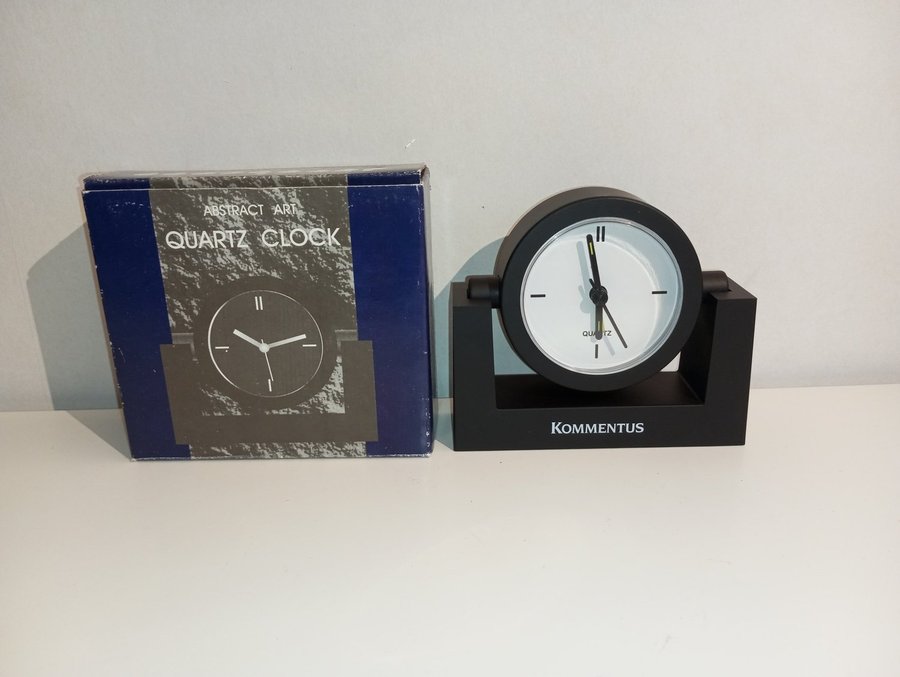 ABSTRACT ART
QUARTZ CLOCK
QUARTZ
KOMMENTUS